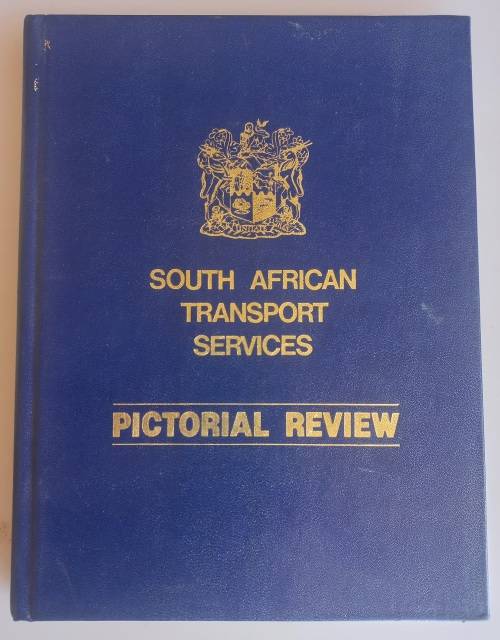 SOUTH AFRICAN
TRANSPORT
SERVICES
PICTORIAL REVIEW